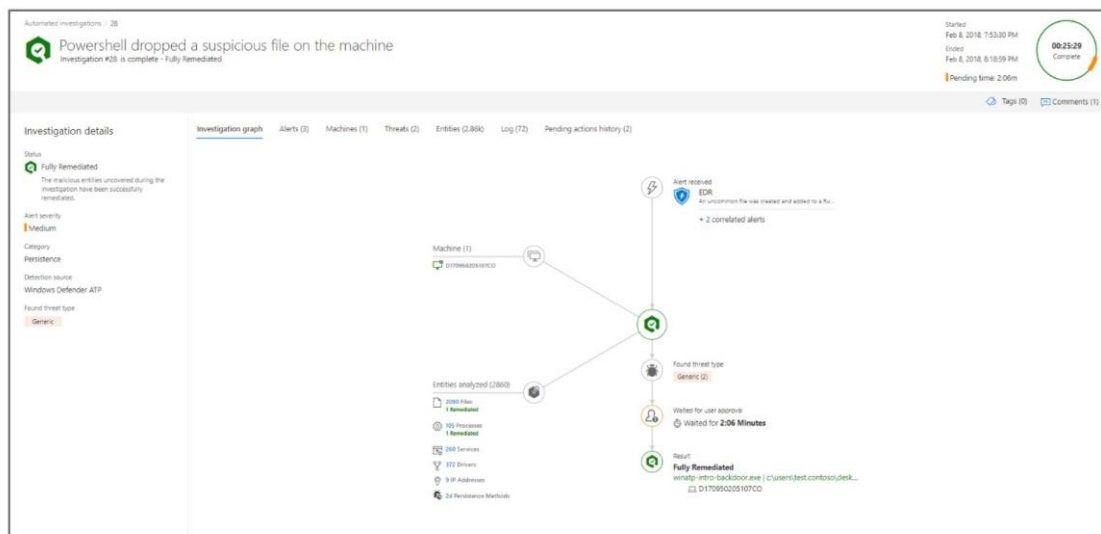 Automated investigations > 28
Powershell dropped a suspicious file on the machine
Investigation #28 is complete - Fully Remediated
Started
Feb 8, 2018, 7:53:30 PM
Ended
Feb 8, 2018, 8:18:59 PM
Pending time: 2.06m
00:25:29
Complete
Tags (0)
Comments (1)
Investigation details
Status
Fully Remediated
The malicious entities uncovered during the
investigation have been successfully
remediated.
Alert severity
Medium
Category
Persistence
Detection source
Windows Defender ATP
Found threat type
Generic
Investigation graph Alerts (3) Machines (1) Threats (2) Entities (2.86k) Log (72) Pending actions history (2)
Alert received
EDR
An uncommon file was created and added to a Ru...
+ 2 correlated alerts
Machine (1)
D1709502S5107CO
Entities analyzed (2860)
2090 Files
1 Remediated
105 Processes
1 Remediated
260 Services
372 Drivers
9 IP Addresses
24 Persistence Methods
Found threat type
Generic (2)
Waited for user approval
Waited for 2:06 Minutes
Result
Fully Remediated
winatp-intro-backdoor.exe | c:\users\test.contoso\desk...